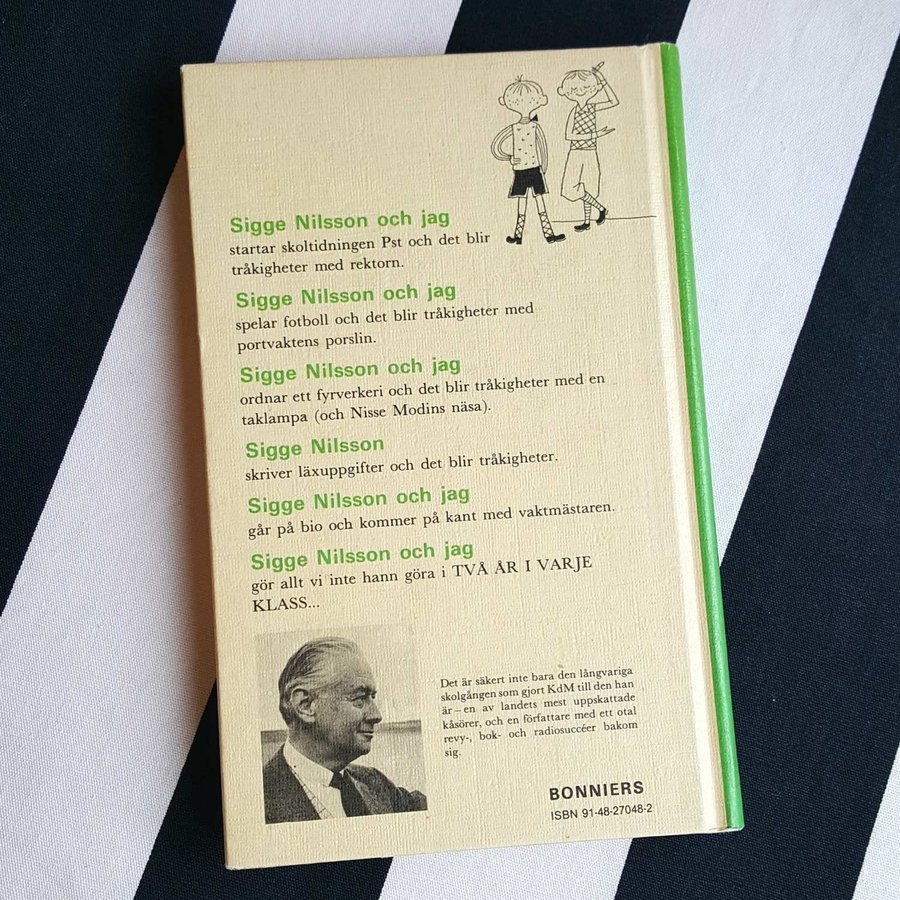 Sigge Nilsson och jag
startar skoltidningen Pst och det blir
tråkigheter med rektorn.
Sigge Nilsson och jag
spelar fotboll och det blir tråkigheter med
portvaktens porslin.
Sigge Nilsson och jag
ordnar ett fyrverkeri och det blir tråkigheter med en
taklampa (och Nisse Modins näsa).
Sigge Nilsson
skriver läxuppgifter och det blir tråkigheter.
Sigge Nilsson och jag
går på bio och kommer på kant med vaktmästaren.
Sigge Nilsson och jag
gör allt vi inte hann göra i TVÅ ÅR I VARJE
KLASS...
Det är säkert inte bara den långvariga
skolgången som gjort KdM till den han
är – en av landets mest uppskattade
kåsörer, och en författare med ett otal
revy-, bok- och radiosuccéer bakom
sig.
BONNIERS
ISBN 91-48-27048-2